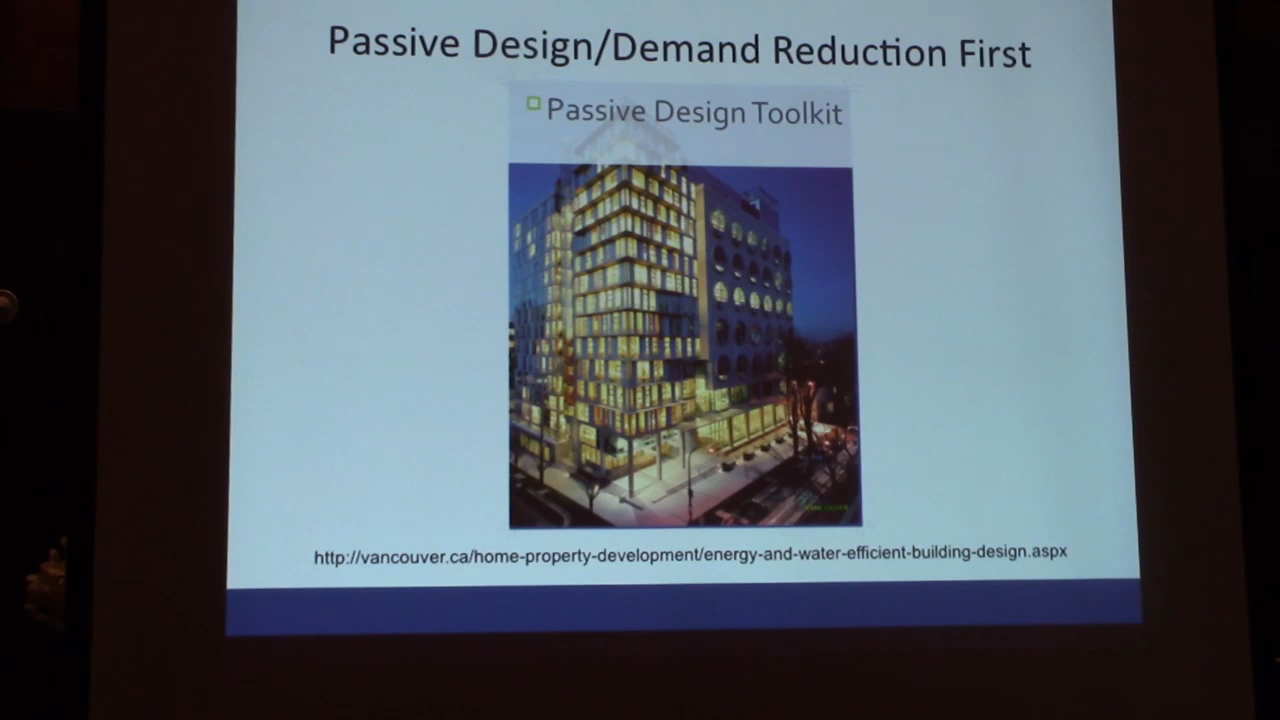 Passive Design/Demand Reduction First
Passive Design Toolkit
http://vancouver.ca/home-property-development/energy-and-water-efficient-building-design.aspx